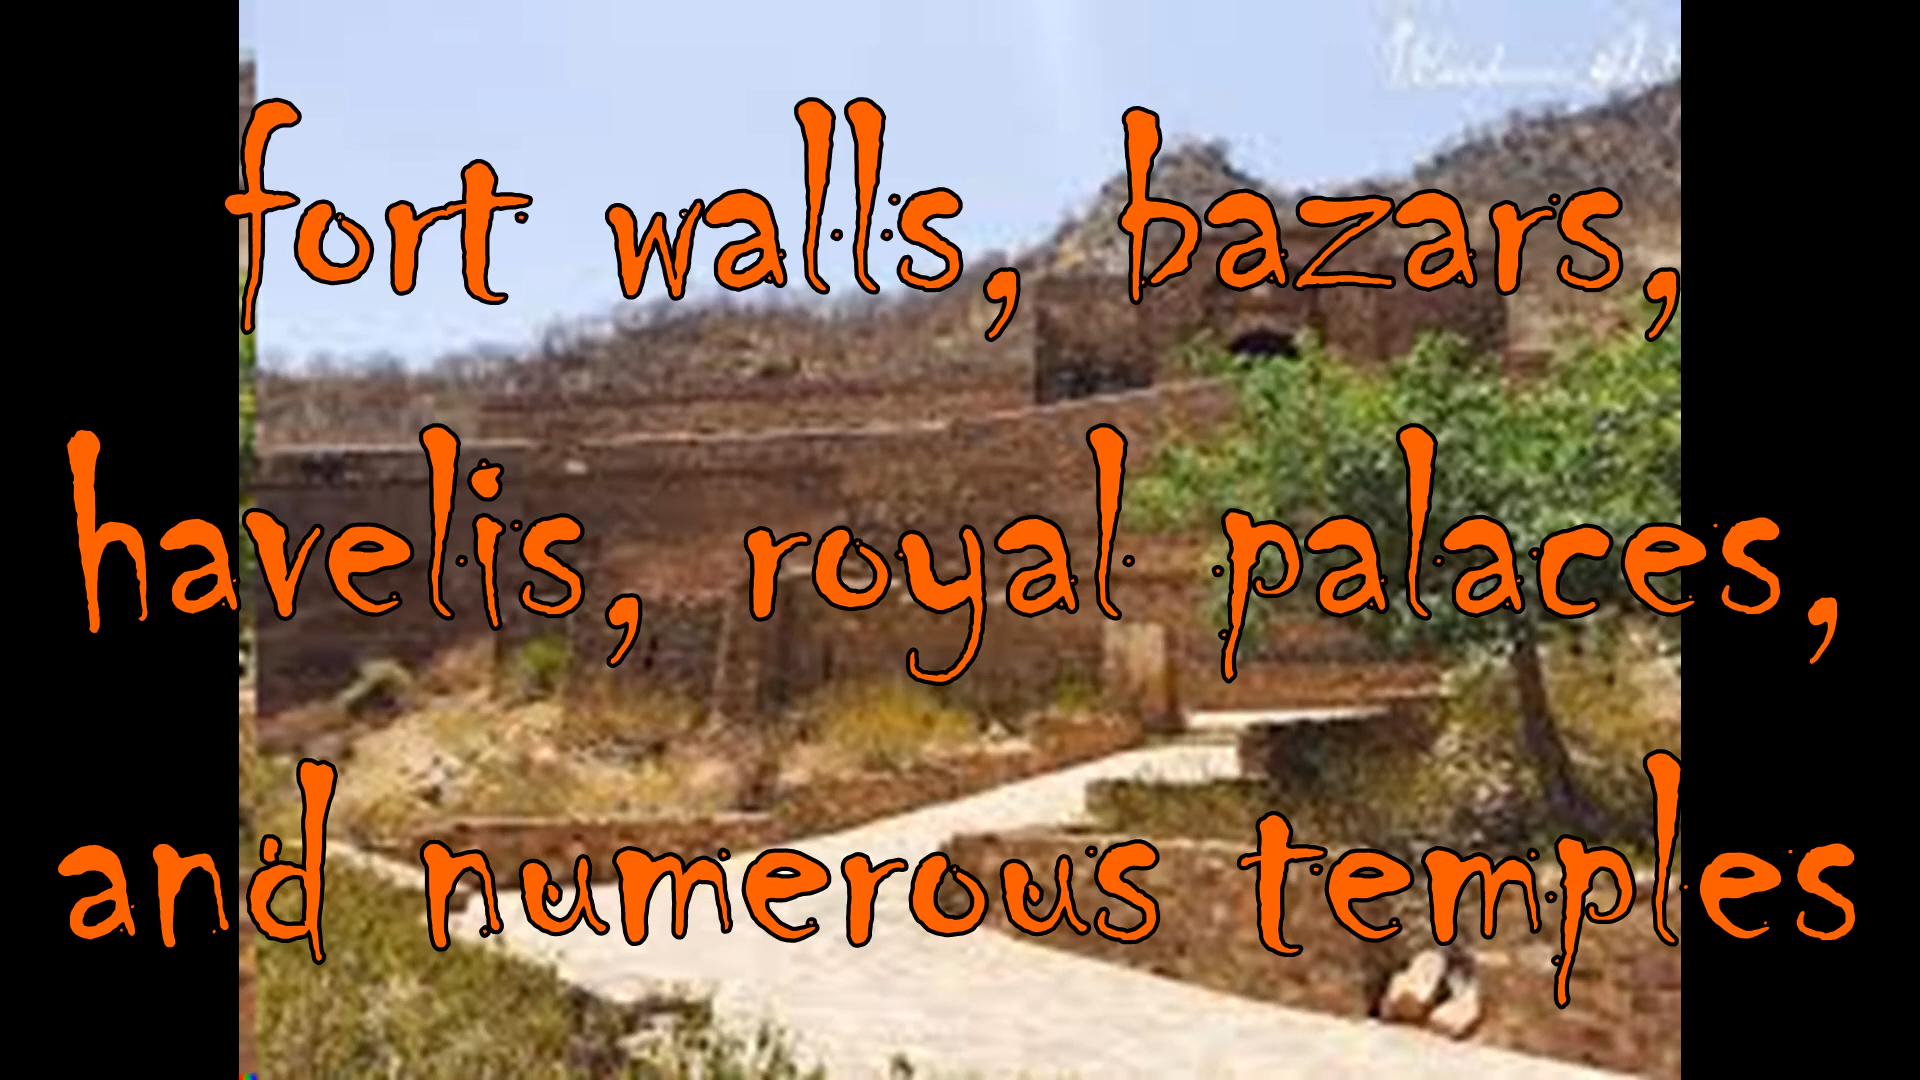 fort walls, bazars,
havelis, royal palaces,
and numerous temples